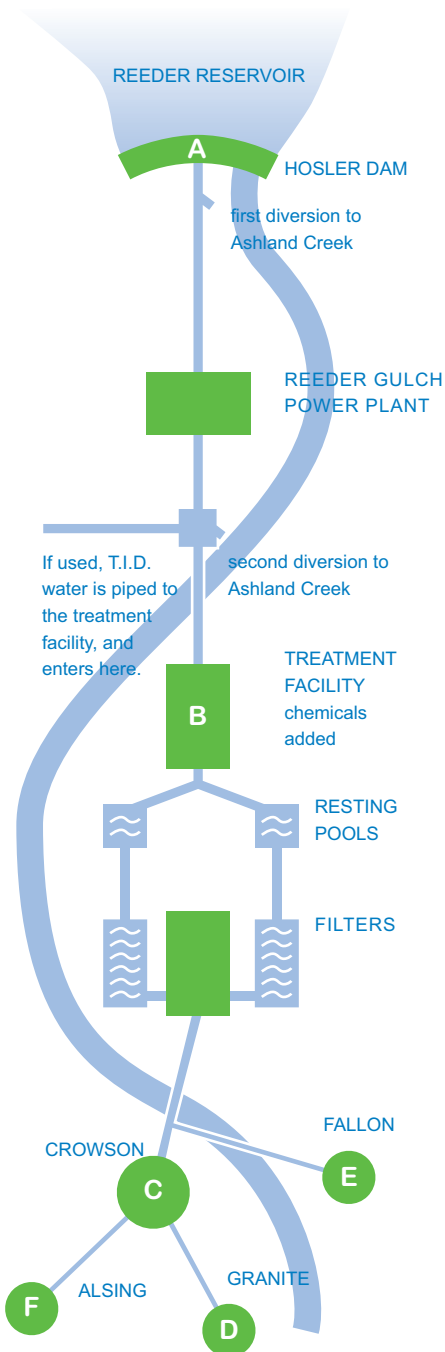 REEDER RESERVOIR
A
HOSLER DAM
first diversion to
Ashland Creek
REEDER GULCH
POWER PLANT
If used, T.I.D.
water is piped to
the treatment
facility, and
enters here.
second diversion to
Ashland Creek
B
TREATMENT
FACILITY
chemicals
added
RESTING
POOLS
FILTERS
FALLON
E
CROWSON
C
ALSING
F
GRANITE
D